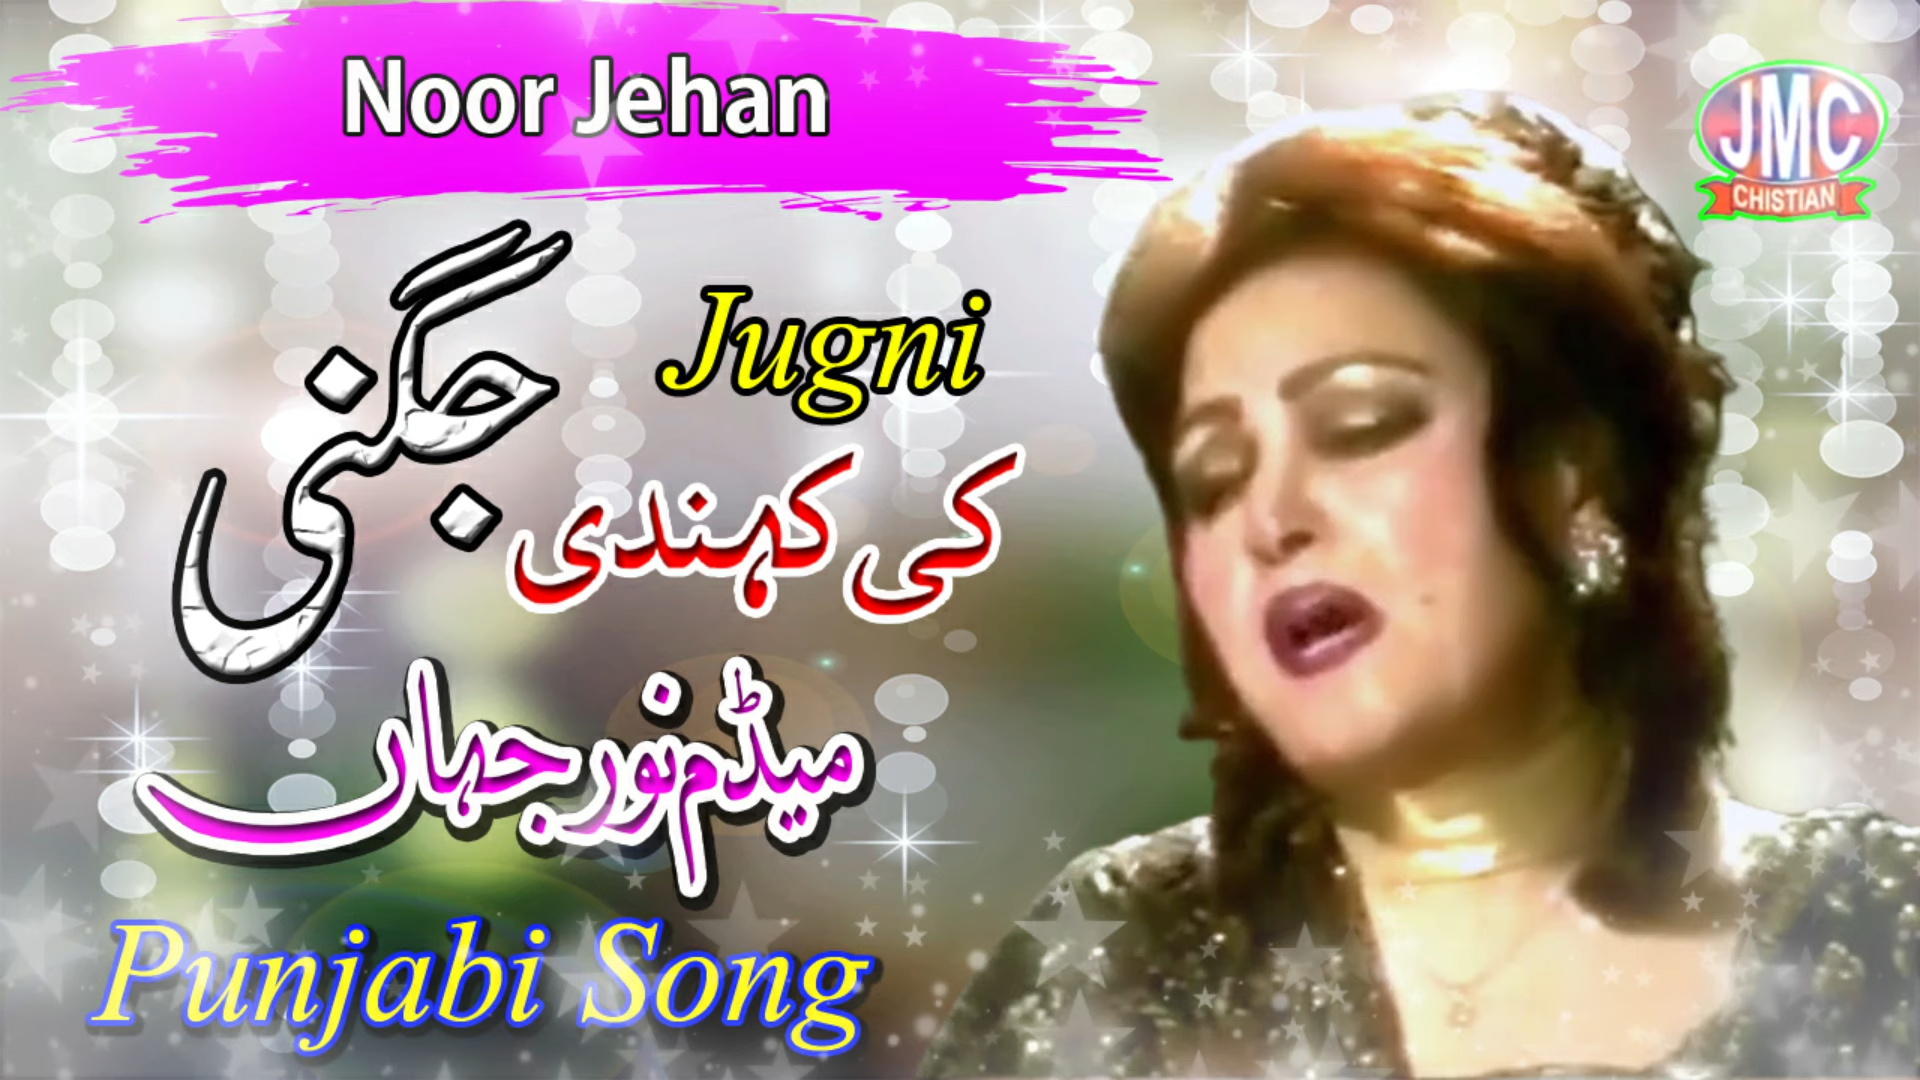 Noor Jehan
JMC
CHISTIAN
Jugni
جگنی
کی کہندی
میڈم نور جہاں
Punjabi Song